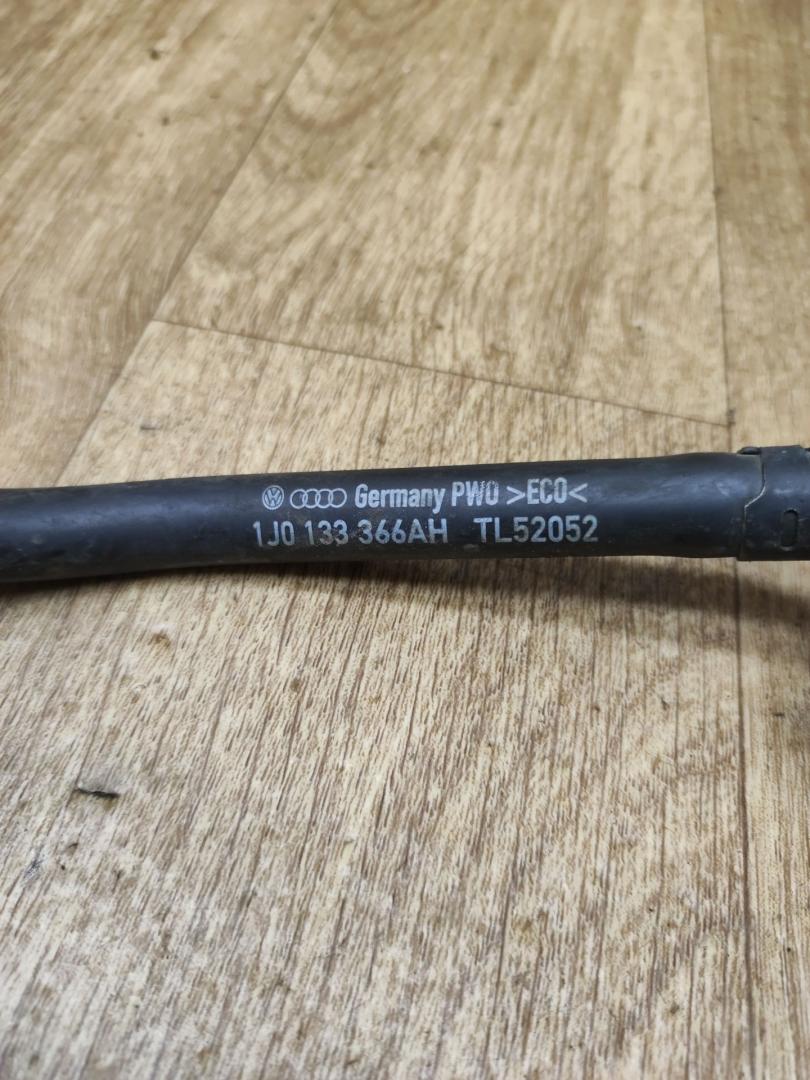 Germany PWO >ECO<
1J0 133 366AH TL52052